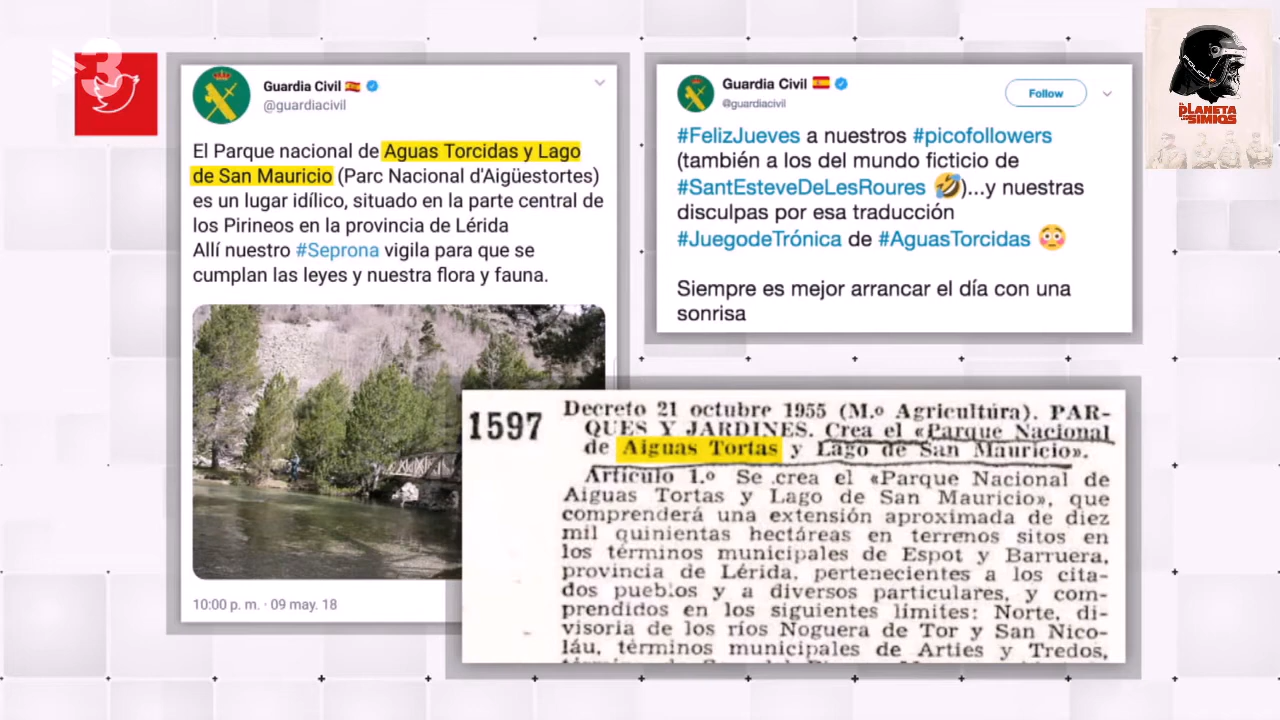 3
Guardia Civil
@guardiacivil
El Parque nacional de Aguas Torcidas y Lago
de San Mauricio (Parc Nacional d'Aigüestortes)
es un lugar idílico, situado en la parte central de
los Pirineos en la provincia de Lérida
Allí nuestro #Seprona vigila para que se
cumplan las leyes y nuestra flora y fauna.
10:00 p. m. · 09 may. 18
Guardia Civil
@guardiacivil
Follow
#FelizJueves a nuestros #picofollowers
(también a los del mundo ficticio de
#SantEsteveDeLesRoures 🤣)...y nuestras
disculpas por esa traducción
#JuegodeTrónica de #AguasTorcidas 😳
Siempre es mejor arrancar el día con una
sonrisa
POLICIA
EL PLANETA
DE LOS SIMIOS
1597
Decreto 21 octubre 1955 (M.º Agricultura). PAR-
QUES Y JARDINES. Crea el «Parque Nacional
de Aiguas Tortas y Lago de San Mauricio».
Artículo 1.º Se crea el «Parque Nacional de
Aiguas Tortas y Lago de San Mauricio», que
comprenderá una extensión aproximada de diez
mil quinientas hectáreas en terrenos sitos en
los términos municipales de Espot y Barruera,
provincia de Lérida, pertenecientes a los cita-
dos pueblos y a diversos particulares, y com-
prendidos en los siguientes límites: Norte, di-
visoria de los ríos Noguera de Tor y San Nico-
láu, términos municipales de Arties y Tredos,